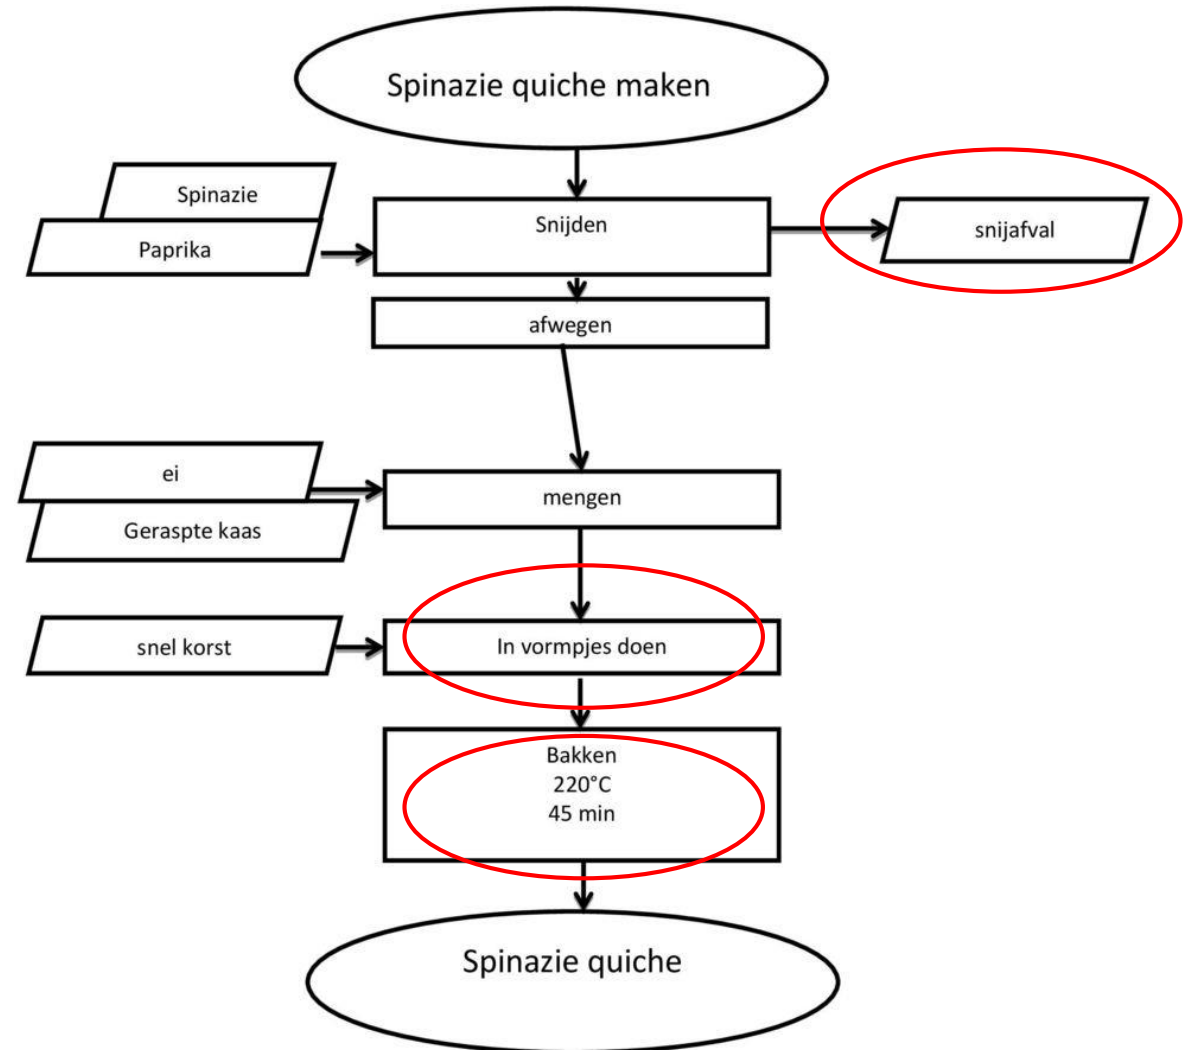 Spinazie quiche maken
Spinazie
Paprika
Snijden
snijafval
afwegen
ei
Geraspte kaas
mengen
snel korst
In vormpjes doen
Bakken
220°C
45 min
Spinazie quiche